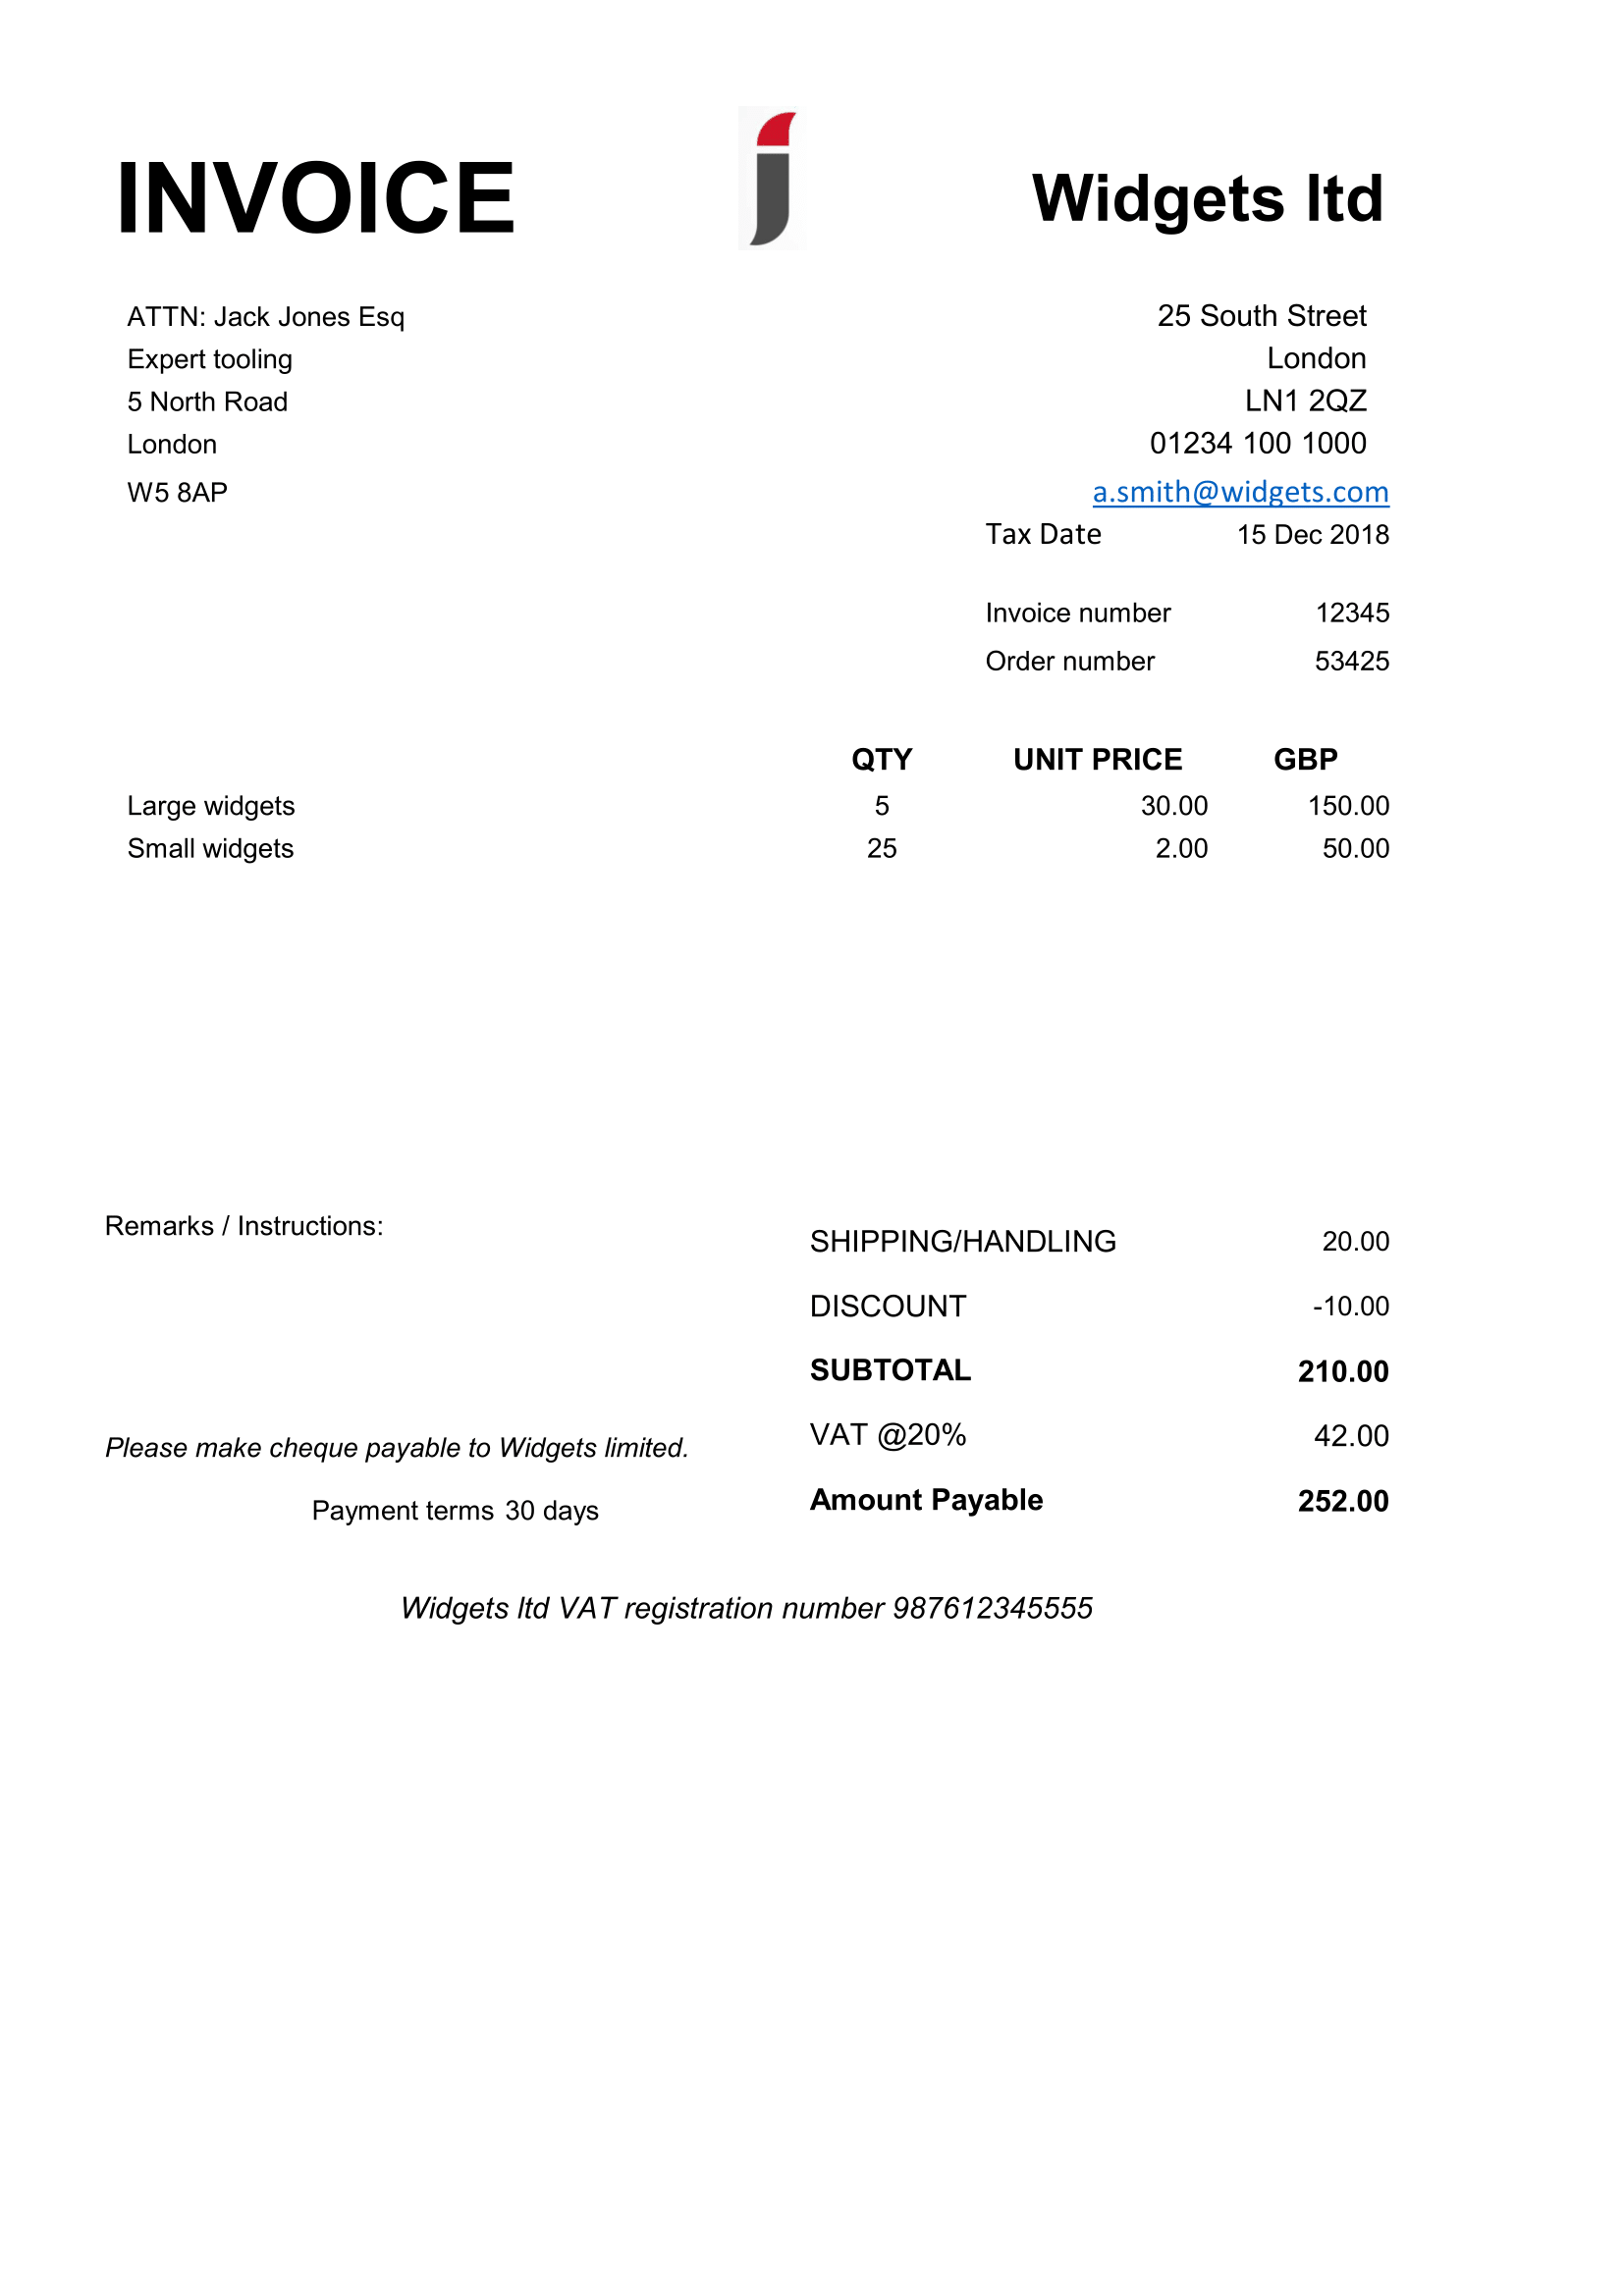 INVOICE
Widgets ltd
ATTN: Jack Jones Esq
Expert tooling
5 North Road
London
W5 8AP
25 South Street
London
LN1 2QZ
01234 100 1000
a.smith@widgets.com
Tax Date 15 Dec 2018
Invoice number 12345
Order number 53425
QTY UNIT PRICE GBP
Large widgets 5 30.00 150.00
Small widgets 25 2.00 50.00
Remarks / Instructions:
SHIPPING/HANDLING 20.00
DISCOUNT -10.00
SUBTOTAL 210.00
VAT @20% 42.00
Please make cheque payable to Widgets limited.
Amount Payable 252.00
Payment terms 30 days
Widgets ltd VAT registration number 987612345555